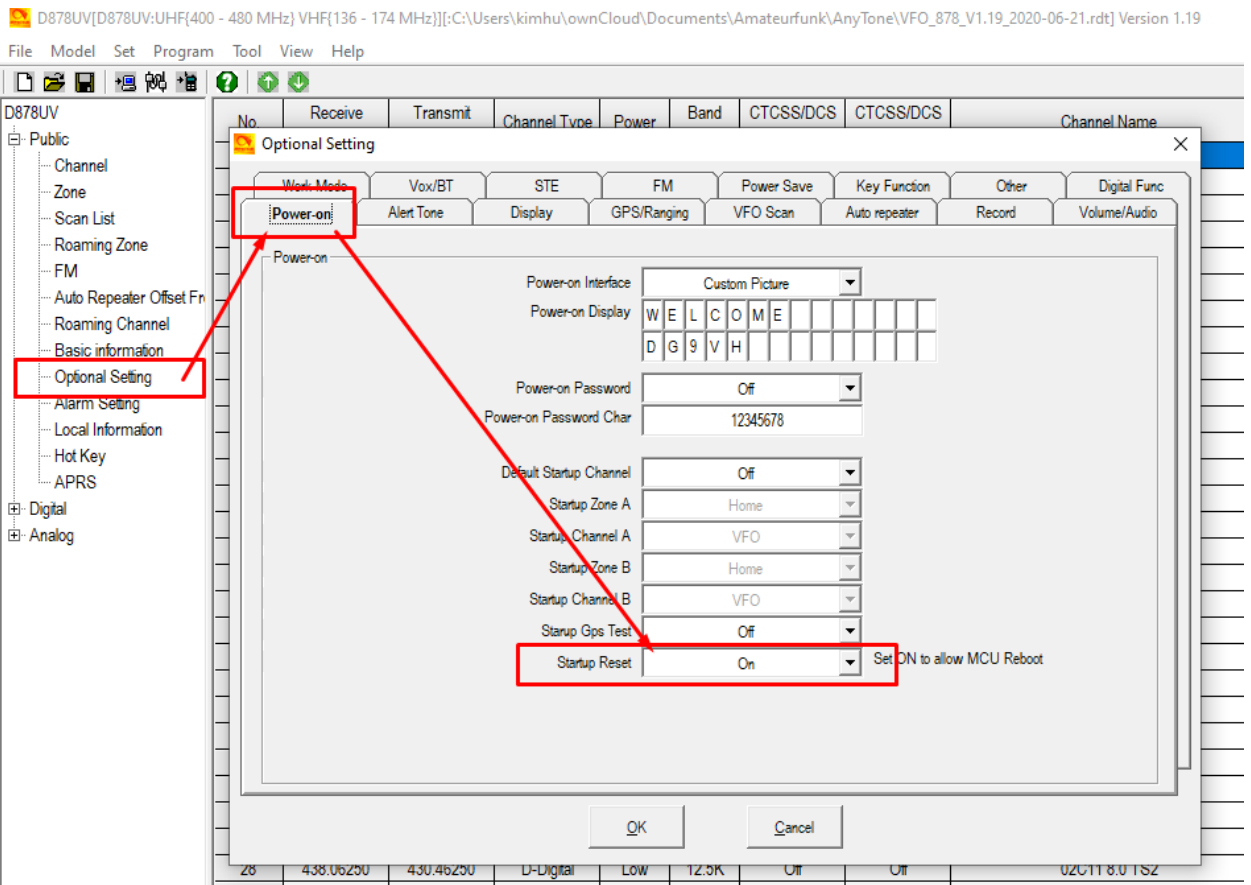 D878UV[D878UV:UHF{400 - 480 MHz} VHF{136 - 174 MHz}][:C:\Users\kimhu\ownCloud\Documents\Amateurfunk\AnyTone\VFO_878_V1.19_2020-06-21.rdt] Version 1.19
File Model Set Program Tool View Help
D878UV
Public
Channel
Zone
Scan List
Roaming Zone
FM
Auto Repeater Offset Fr
Roaming Channel
Basic information
Optional Setting
Alarm Setting
Local Information
Hot Key
APRS
Digital
Analog
No. Receive Transmit Channel Type Power Band CTCSS/DCS CTCSS/DCS Channel Name
Optional Setting
Work Mode Vox/BT STE FM Power Save Key Function Other Digital Func
Power-on Alert Tone Display GPS/Ranging VFO Scan Auto repeater Record Volume/Audio
Power-on
Power-on Interface Custom Picture
Power-on Display WELCOME
DG9VH
Power-on Password Off
Power-on Password Char 12345678
Default Startup Channel Off
Startup Zone A Home
Startup Channel A VFO
Startup Zone B Home
Startup Channel B VFO
Starup Gps Test Off
Startup Reset On Set ON to allow MCU Reboot
OK Cancel
28 438.06250 430.46250 D-Digital Low 12.5K Off Off 02C11 8.0 TS2